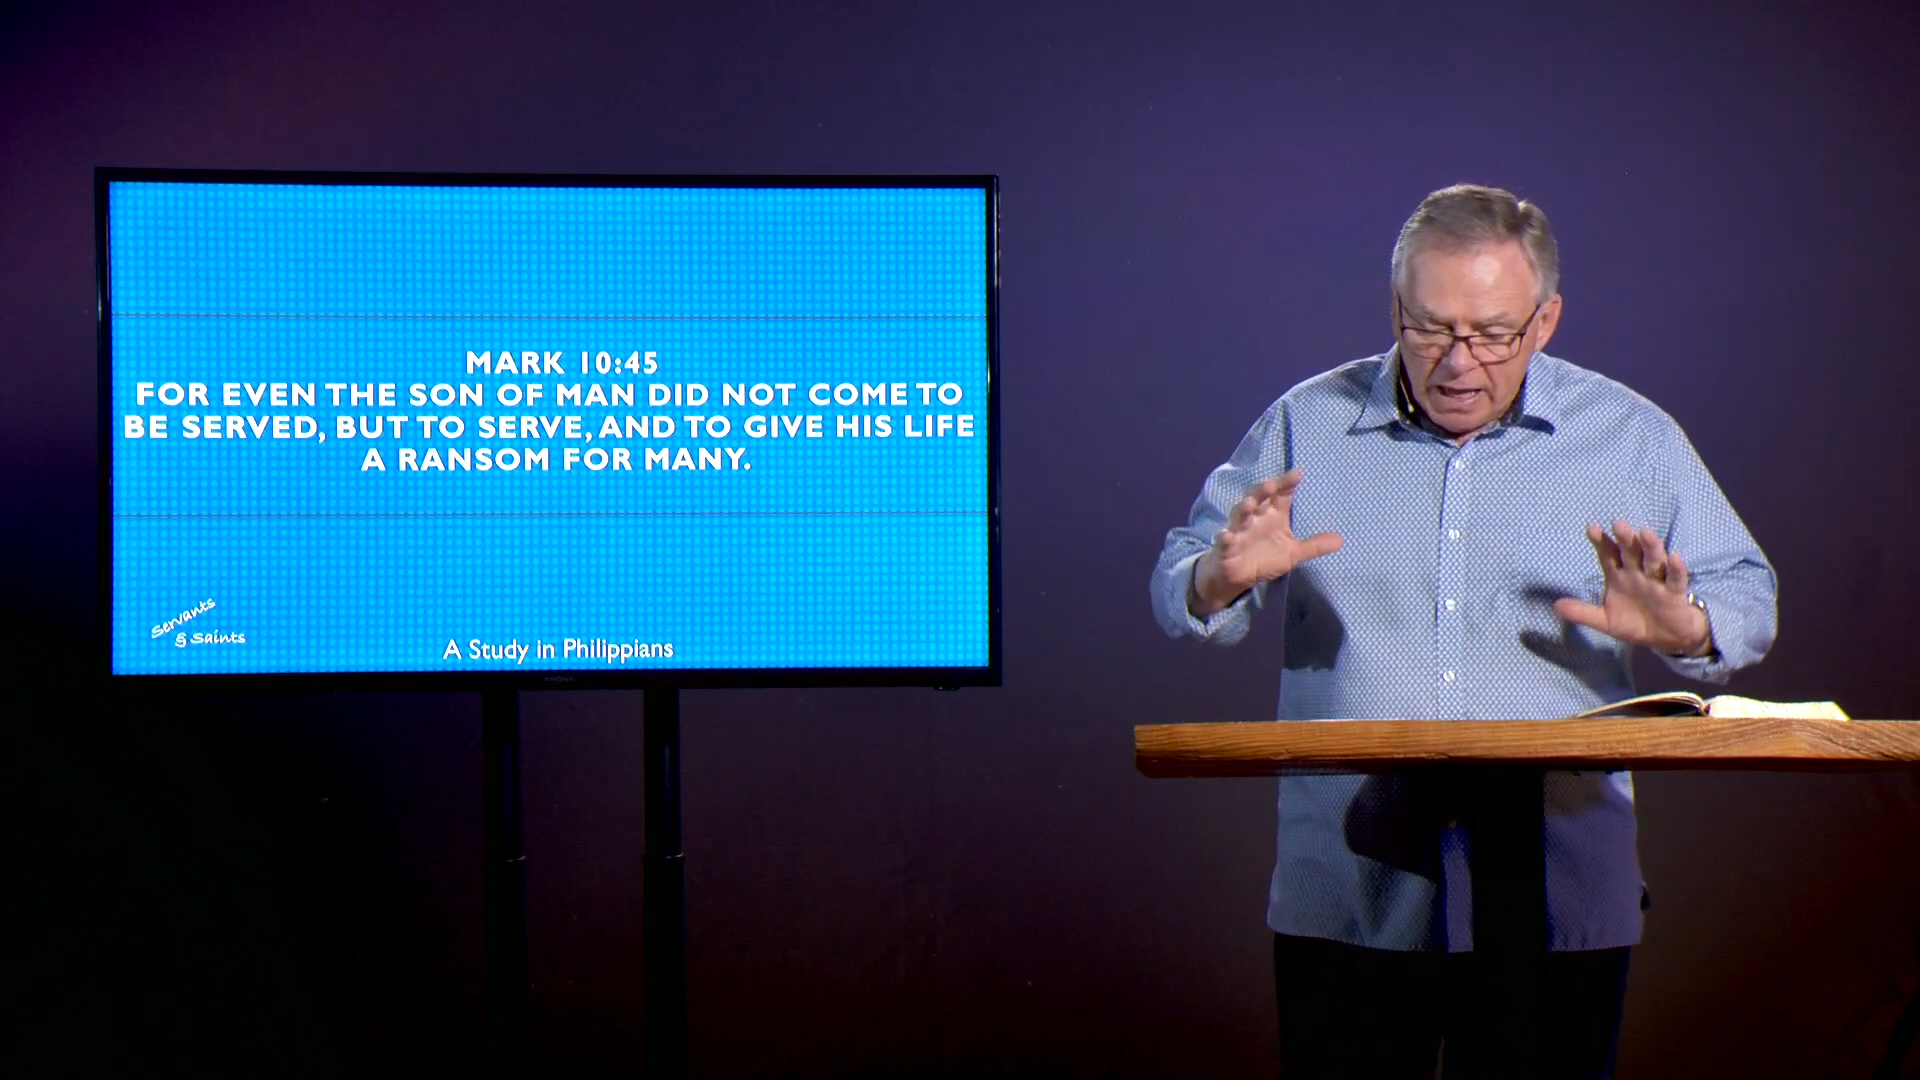 MARK 10:45
FOR EVEN THE SON OF MAN DID NOT COME TO
BE SERVED, BUT TO SERVE, AND TO GIVE HIS LIFE
A RANSOM FOR MANY.
Servants
& Saints
A Study in Philippians